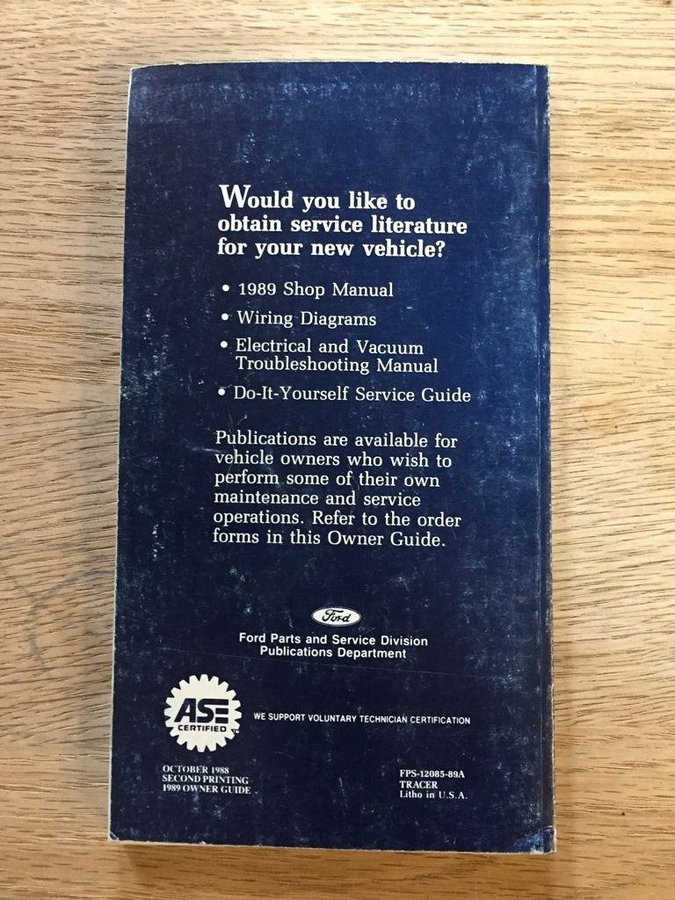 Would you like to
obtain service literature
for your new vehicle?
• 1989 Shop Manual
• Wiring Diagrams
• Electrical and Vacuum
Troubleshooting Manual
• Do-It-Yourself Service Guide
Publications are available for
vehicle owners who wish to
perform some of their own
maintenance and service
operations. Refer to the order
forms in this Owner Guide.
Ford
Ford Parts and Service Division
Publications Department
ASE
CERTIFIED
WE SUPPORT VOLUNTARY TECHNICIAN CERTIFICATION
OCTOBER 1988
SECOND PRINTING
1989 OWNER GUIDE
FPS-12085-89A
TRACER
Litho in U.S.A.